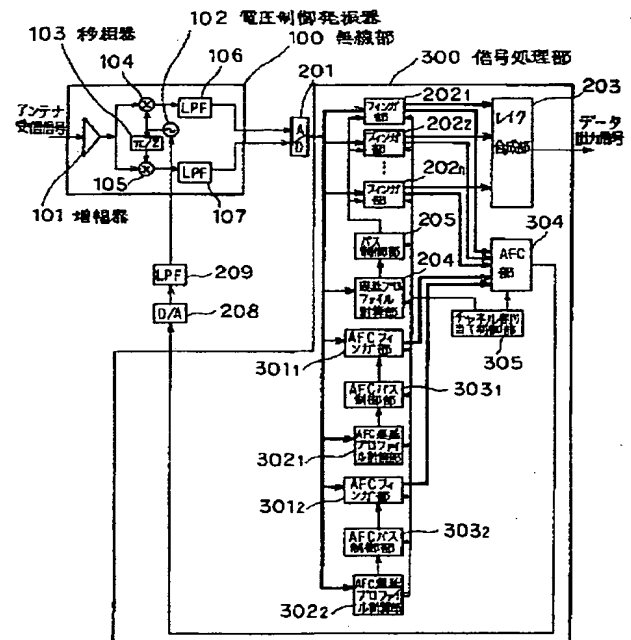 102 電圧制御発振器
103 移相器
100 無線部
104
106
300 信号処理部
アンテナ
受信信号
LPF
201
A
D
π/2
105
LPF
107
101 増幅器
フィンガ部
202₁
フィンガ部
202₂
フィンガ部
202n
レイク
合成部
203
データ
出力信号
パス
制御部
205
204
遅延プロ
ファイル
計算部
AFC
部
304
チャネル割り
当て制御部
305
LPF
209
D/A
208
AFCフィ
ンガ部
301₁
AFCパス
制御部
303₁
AFC遅延
プロファイ
ル計算部
302₁
AFCフィ
ンガ部
301₂
AFCパス
制御部
303₂
AFC遅延
プロファイ
ル計算部
302₂